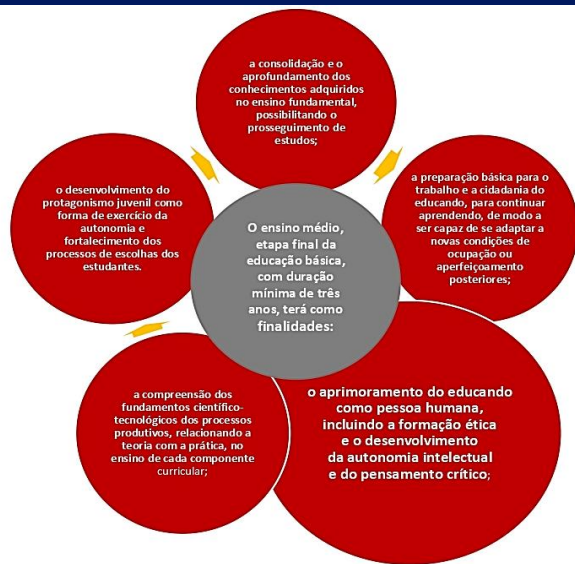 O ensino médio,
etapa final da
educação básica,
com duração
mínima de três
anos, terá como
finalidades:
a consolidação e o
aprofundamento dos
conhecimentos adquiridos
no ensino fundamental,
possibilitando o
prosseguimento de
estudos;
a preparação básica para o
trabalho e a cidadania do
educando, para continuar
aprendendo, de modo a
ser capaz de se adaptar a
novas condições de
ocupação ou
aperfeiçoamento
posteriores;
o aprimoramento do educando
como pessoa humana,
incluindo a formação ética
e o desenvolvimento
da autonomia intelectual
e do pensamento crítico;
a compreensão dos
fundamentos científico-
tecnológicos dos processos
produtivos, relacionando a
teoria com a prática, no
ensino de cada componente
curricular;
o desenvolvimento do
protagonismo juvenil como
forma de exercício da
autonomia e
fortalecimento dos
processos de escolhas dos
estudantes.